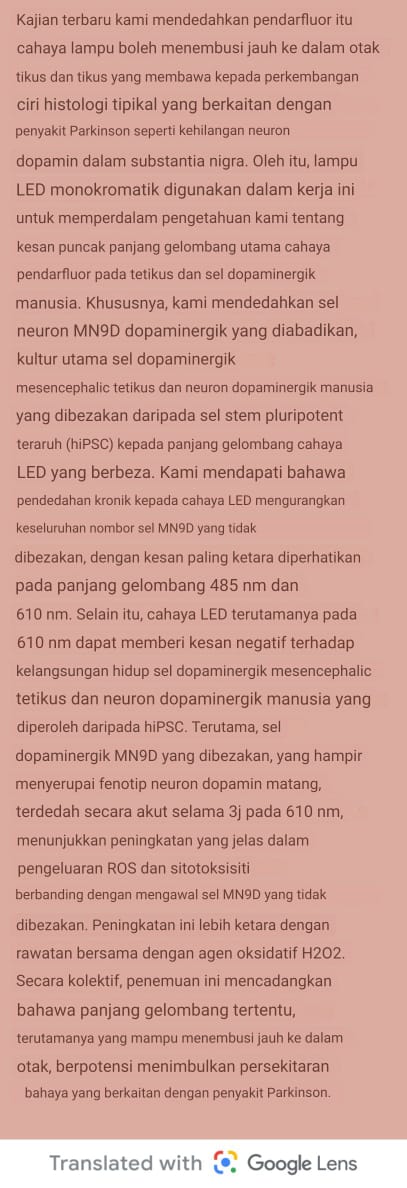 Kajian terbaru kami mendedahkan pendarfluor itu
cahaya lampu boleh menembusi jauh ke dalam otak
tikus dan tikus yang membawa kepada perkembangan
ciri histologi tipikal yang berkaitan dengan
penyakit Parkinson seperti kehilangan neuron
dopamin dalam substantia nigra. Oleh itu, lampu
LED monokromatik digunakan dalam kerja ini
untuk memperdalam pengetahuan kami tentang
kesan puncak panjang gelombang utama cahaya
pendarfluor pada tetikus dan sel dopaminergik
manusia. Khususnya, kami mendedahkan sel
neuron MN9D dopaminergik yang diabadikan,
kultur utama sel dopaminergik
mesencephalic tetikus dan neuron dopaminergik manusia
yang dibezakan daripada sel stem pluripotent
teraruh (hiPSC) kepada panjang gelombang cahaya
LED yang berbeza. Kami mendapati bahawa
pendedahan kronik kepada cahaya LED mengurangkan
keseluruhan nombor sel MN9D yang tidak
dibezakan, dengan kesan paling ketara diperhatikan
pada panjang gelombang 485 nm dan
610 nm. Selain itu, cahaya LED terutamanya pada
610 nm dapat memberi kesan negatif terhadap
kelangsungan hidup sel dopaminergik mesencephalic
tetikus dan neuron dopaminergik manusia yang
diperoleh daripada hiPSC. Terutama, sel
dopaminergik MN9D yang dibezakan, yang hampir
menyerupai fenotip neuron dopamin matang,
terdedah secara akut selama 3j pada 610 nm,
menunjukkan peningkatan yang jelas dalam
pengeluaran ROS dan sitotoksisiti
berbanding dengan mengawal sel MN9D yang tidak
dibezakan. Peningkatan ini lebih ketara dengan
rawatan bersama dengan agen oksidatif H2O2.
Secara kolektif, penemuan ini mencadangkan
bahawa panjang gelombang tertentu,
terutamanya yang mampu menembusi jauh ke dalam
otak, berpotensi menimbulkan persekitaran
bahaya yang berkaitan dengan penyakit Parkinson.
Translated with Google Lens